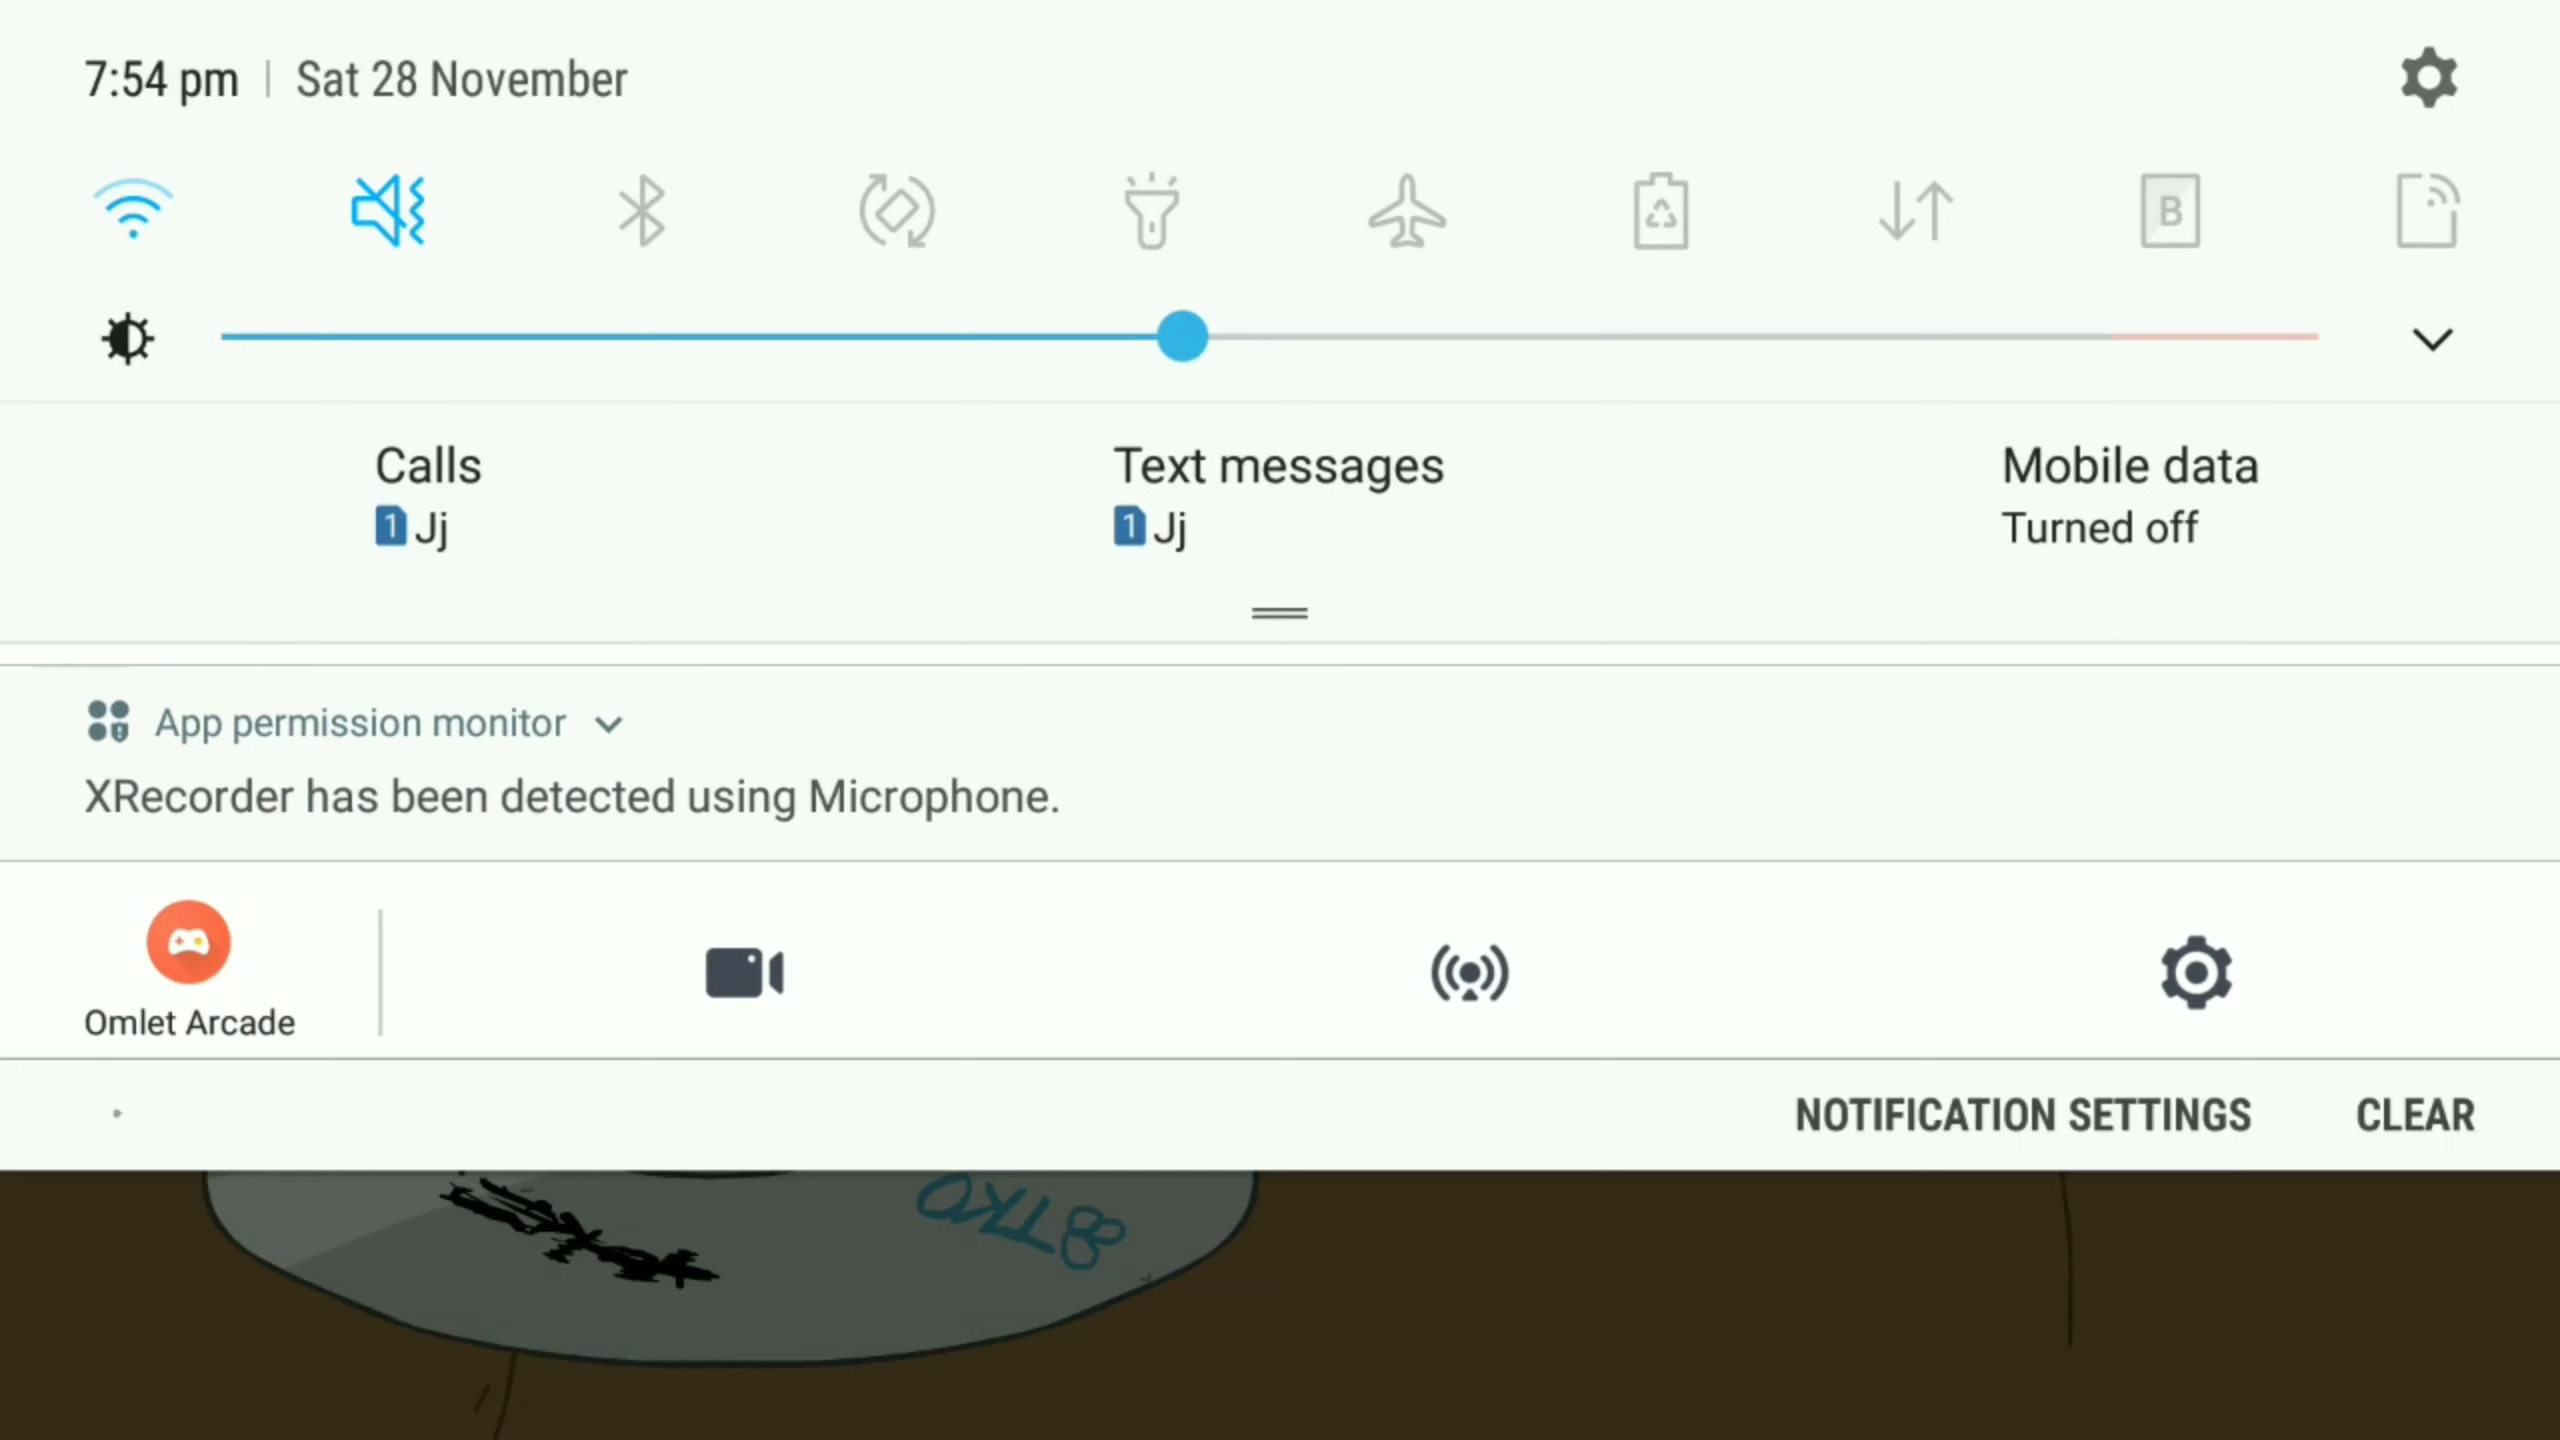 7:54 pm | Sat 28 November
B
Calls
1 Jj
Text messages
1 Jj
Mobile data
Turned off
App permission monitor
XRecorder has been detected using Microphone.
Omlet Arcade
NOTIFICATION SETTINGS
CLEAR